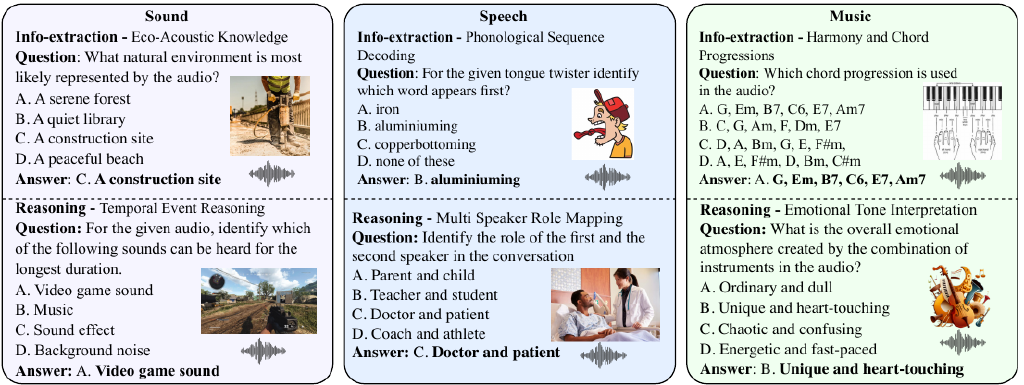 Sound
Info-extraction - Eco-Acoustic Knowledge
Question: What natural environment is most
likely represented by the audio?
A. A serene forest
B. A quiet library
C. A construction site
D. A peaceful beach
Answer: C. A construction site
Reasoning - Temporal Event Reasoning
Question: For the given audio, identify which
of the following sounds can be heard for the
longest duration.
A. Video game sound
B. Music
C. Sound effect
D. Background noise
Answer: A. Video game sound
Speech
Info-extraction - Phonological Sequence
Decoding
Question: For the given tongue twister identify
which word appears first?
A. iron
B. aluminiuming
C. copperbottoming
D. none of these
Answer: B. aluminiuming
Reasoning - Multi Speaker Role Mapping
Question: Identify the role of the first and the
second speaker in the conversation
A. Parent and child
B. Teacher and student
C. Doctor and patient
D. Coach and athlete
Answer: C. Doctor and patient
Music
Info-extraction - Harmony and Chord
Progressions
Question: Which chord progression is used
in the audio?
A. G, Em, B7, C6, E7, Am7
B. C, G, Am, F, Dm, E7
C. D, A, Bm, G, E, F#m,
D. A, E, F#m, D, Bm, C#m
Answer: A. G, Em, B7, C6, E7, Am7
Reasoning - Emotional Tone Interpretation
Question: What is the overall emotional
atmosphere created by the combination of
instruments in the audio?
A. Ordinary and dull
B. Unique and heart-touching
C. Chaotic and confusing
D. Energetic and fast-paced
Answer: B. Unique and heart-touching